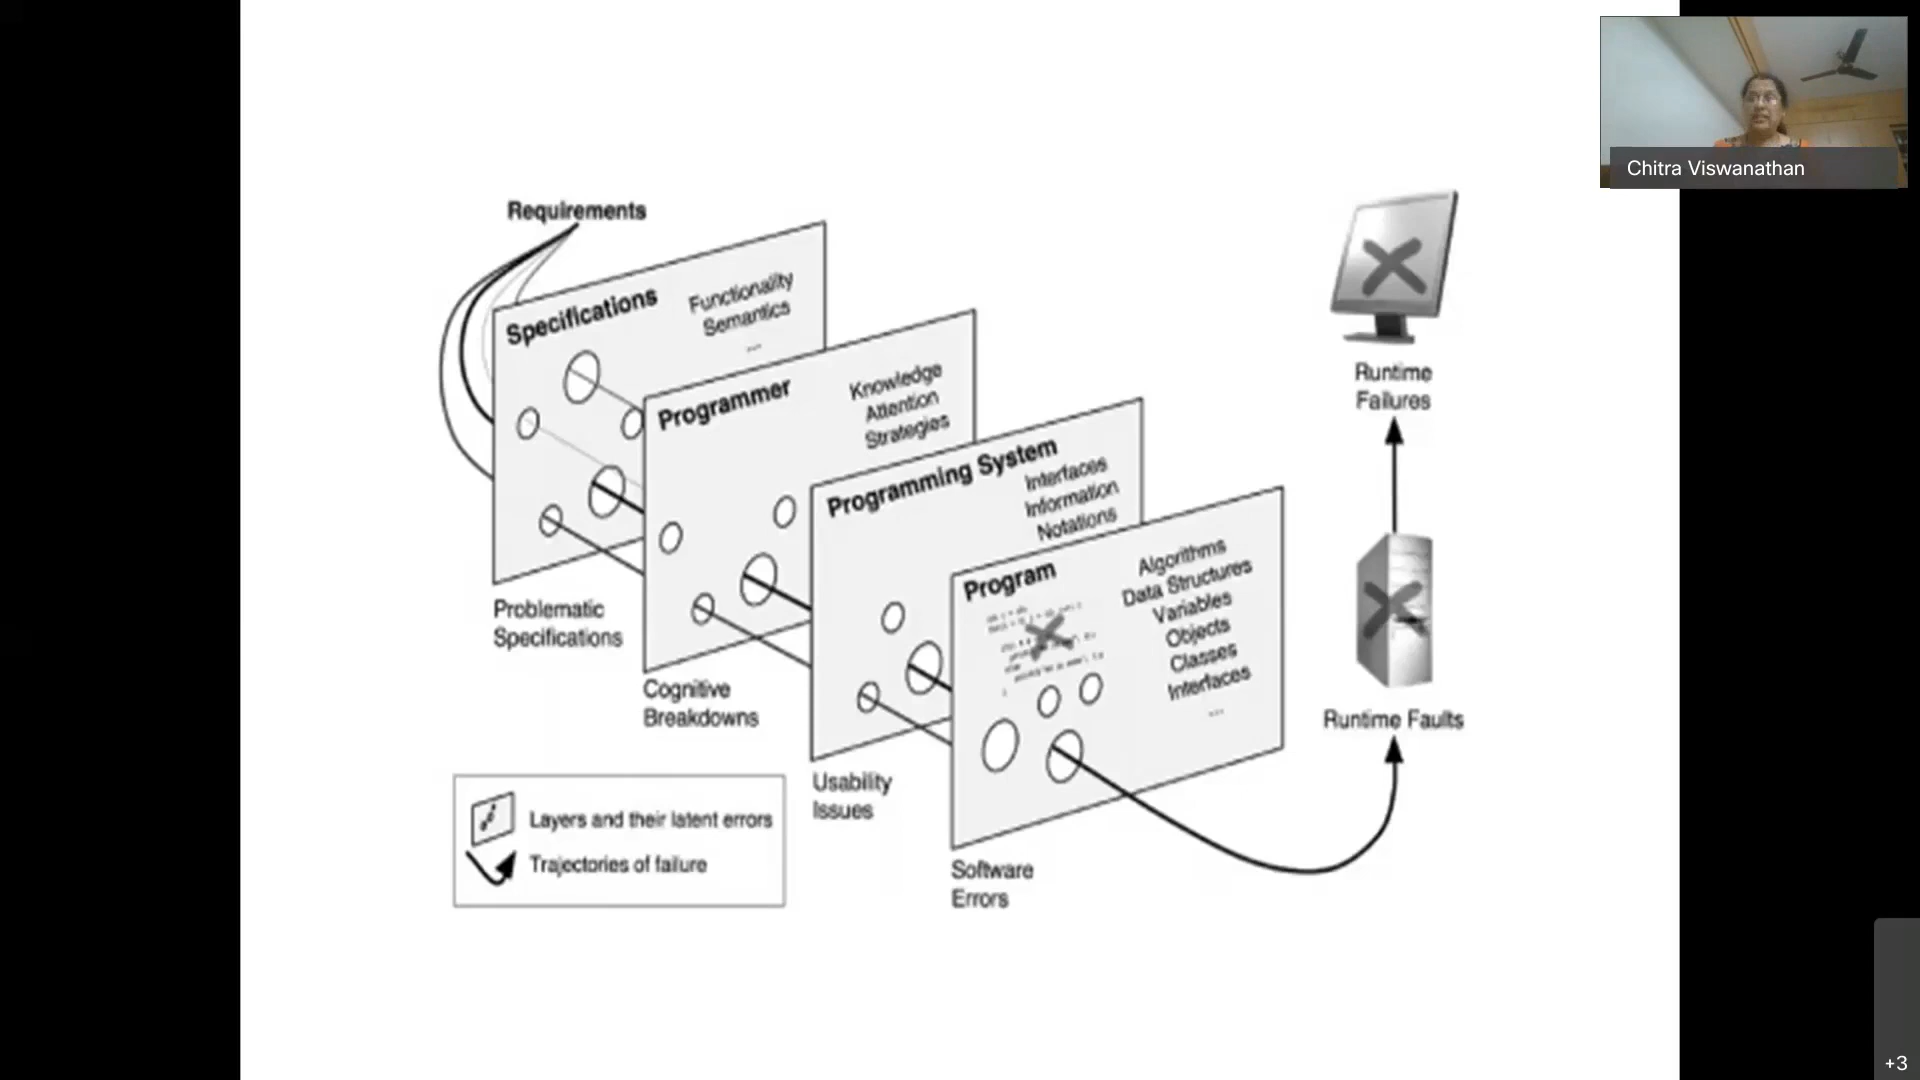 Chitra Viswanathan
Requirements
Specifications
Functionality
Semantics
...
Programmer
Knowledge
Attention
Strategies
Programming System
Interfaces
Information
Notations
Program
Algorithms
Data Structures
Variables
Objects
Classes
Interfaces
...
Problematic
Specifications
Cognitive
Breakdowns
Usability
Issues
Software
Errors
Runtime
Failures
Runtime Faults
Layers and their latent errors
Trajectories of failure
+3